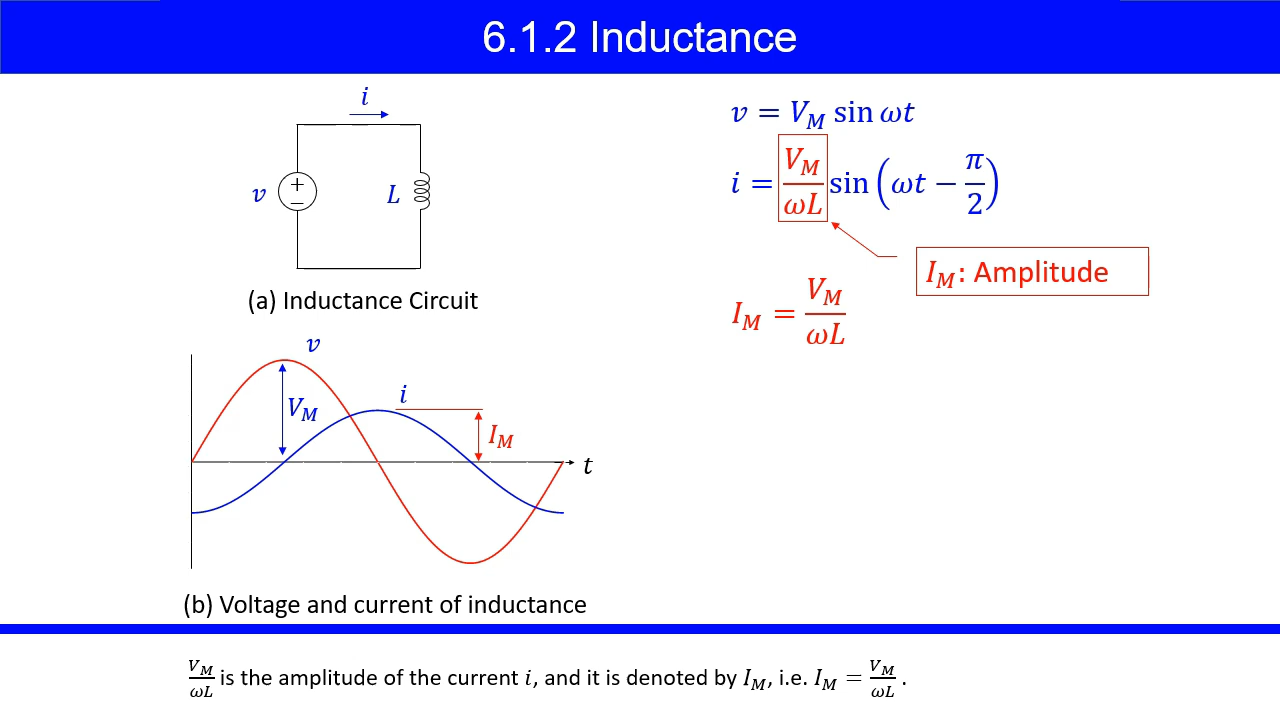 6.1.2 Inductance
i
v
+
−
L
(a) Inductance Circuit
v = V_M sin ωt
i = V_M/ωL sin (ωt − π/2)
I_M: Amplitude
I_M = V_M/ωL
v
V_M
i
I_M
t
(b) Voltage and current of inductance
V_M/ωL is the amplitude of the current i, and it is denoted by I_M, i.e. I_M = V_M/ωL .